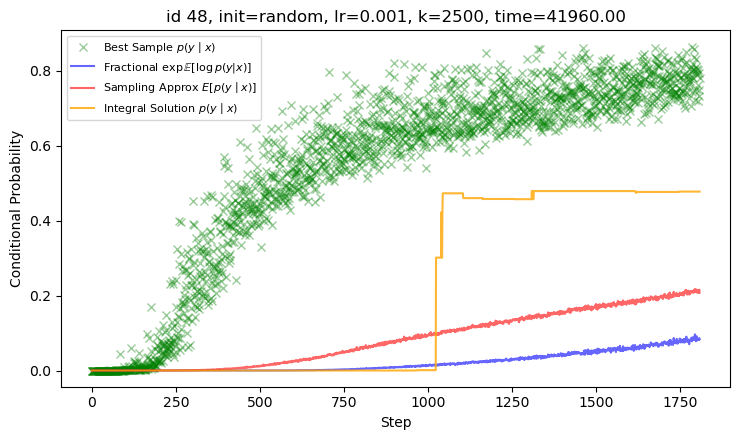 id 48, init=random, lr=0.001, k=2500, time=41960.00
Best Sample p(y | x)
Fractional exp 𝔼[log p(y|x)]
Sampling Approx E[p(y | x)]
Integral Solution p(y | x)
Conditional Probability
0.8
0.6
0.4
0.2
0.0
0 250 500 750 1000 1250 1500 1750
Step